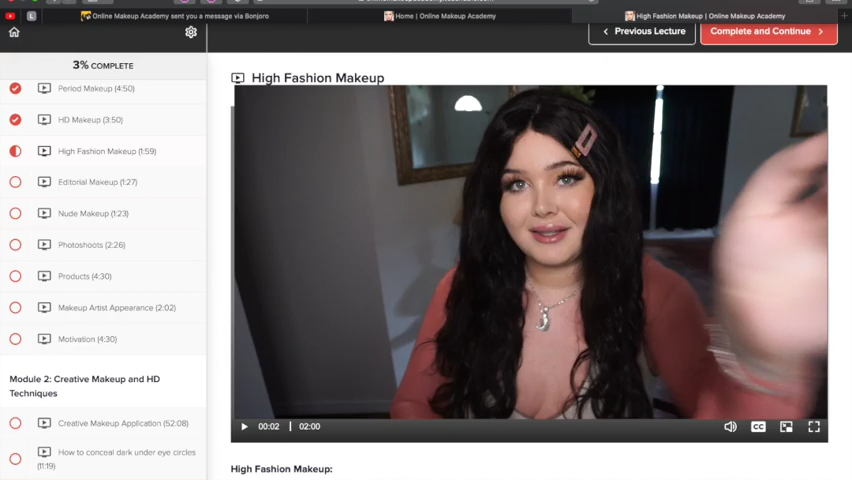 Online Makeup Academy sent you a message via Bonjoro
Home | Online Makeup Academy
High Fashion Makeup | Online Makeup Academy
L
Previous Lecture
Complete and Continue
3% COMPLETE
Period Makeup (4:50)
HD Makeup (3:50)
High Fashion Makeup (1:59)
Editorial Makeup (1:27)
Nude Makeup (1:23)
Photoshoots (2:26)
Products (4:30)
Makeup Artist Appearance (2:02)
Motivation (4:30)
Module 2: Creative Makeup and HD
Techniques
Creative Makeup Application (52:08)
How to conceal dark under eye circles
(11:19)
High Fashion Makeup
00:02
02:00
CC
High Fashion Makeup: